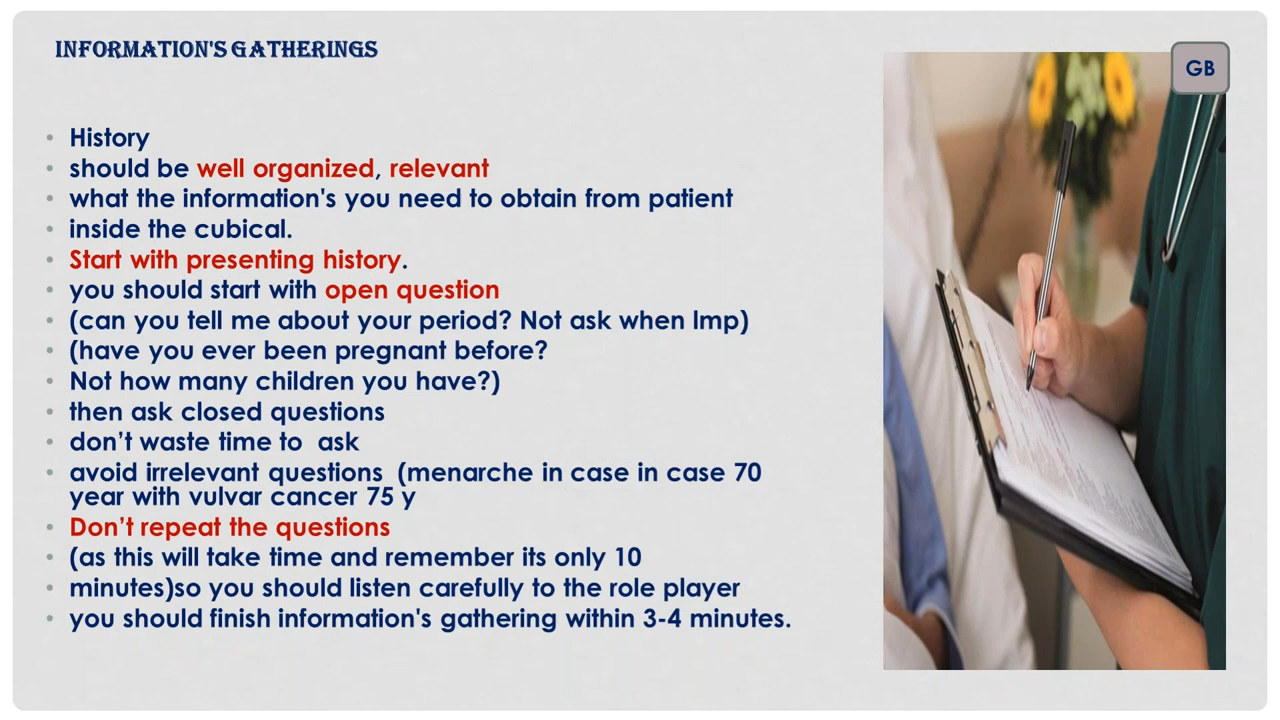 INFORMATION'S GATHERINGS
GB
• History
• should be well organized, relevant
• what the information's you need to obtain from patient
• inside the cubical.
• Start with presenting history.
• you should start with open question
• (can you tell me about your period? Not ask when lmp)
• (have you ever been pregnant before?
• Not how many children you have?)
• then ask closed questions
• don't waste time to  ask
• avoid irrelevant questions  (menarche in case in case 70
year with vulvar cancer 75 y
• Don't repeat the questions
• (as this will take time and remember its only 10
• minutes)so you should listen carefully to the role player
• you should finish information's gathering within 3-4 minutes.